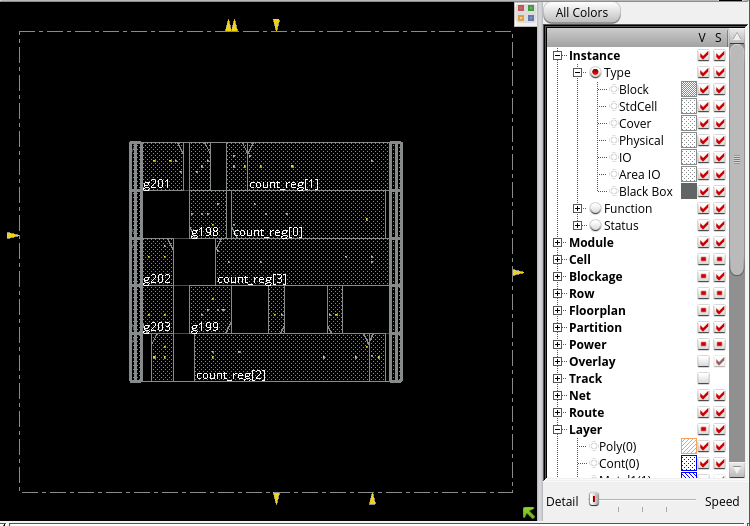 All Colors
V S
Instance
Type
Block
StdCell
Cover
Physical
IO
Area IO
Black Box
Function
Status
Module
Cell
Blockage
Row
Floorplan
Partition
Power
Overlay
Track
Net
Route
Layer
Poly(0)
Cont(0)
Metal1(1)
Detail Speed
g201 count_reg[1]
g198 count_reg[0]
g202 count_reg[3]
g203 g199
count_reg[2]